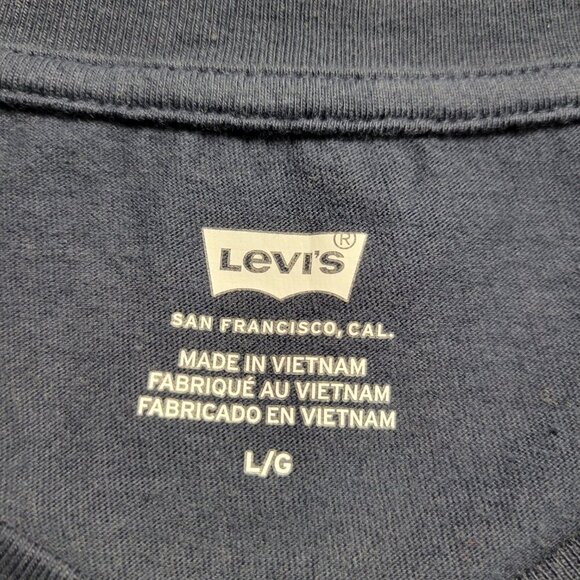 Levi's ®
SAN FRANCISCO, CAL.
MADE IN VIETNAM
FABRIQUÉ AU VIETNAM
FABRICADO EN VIETNAM
L/G